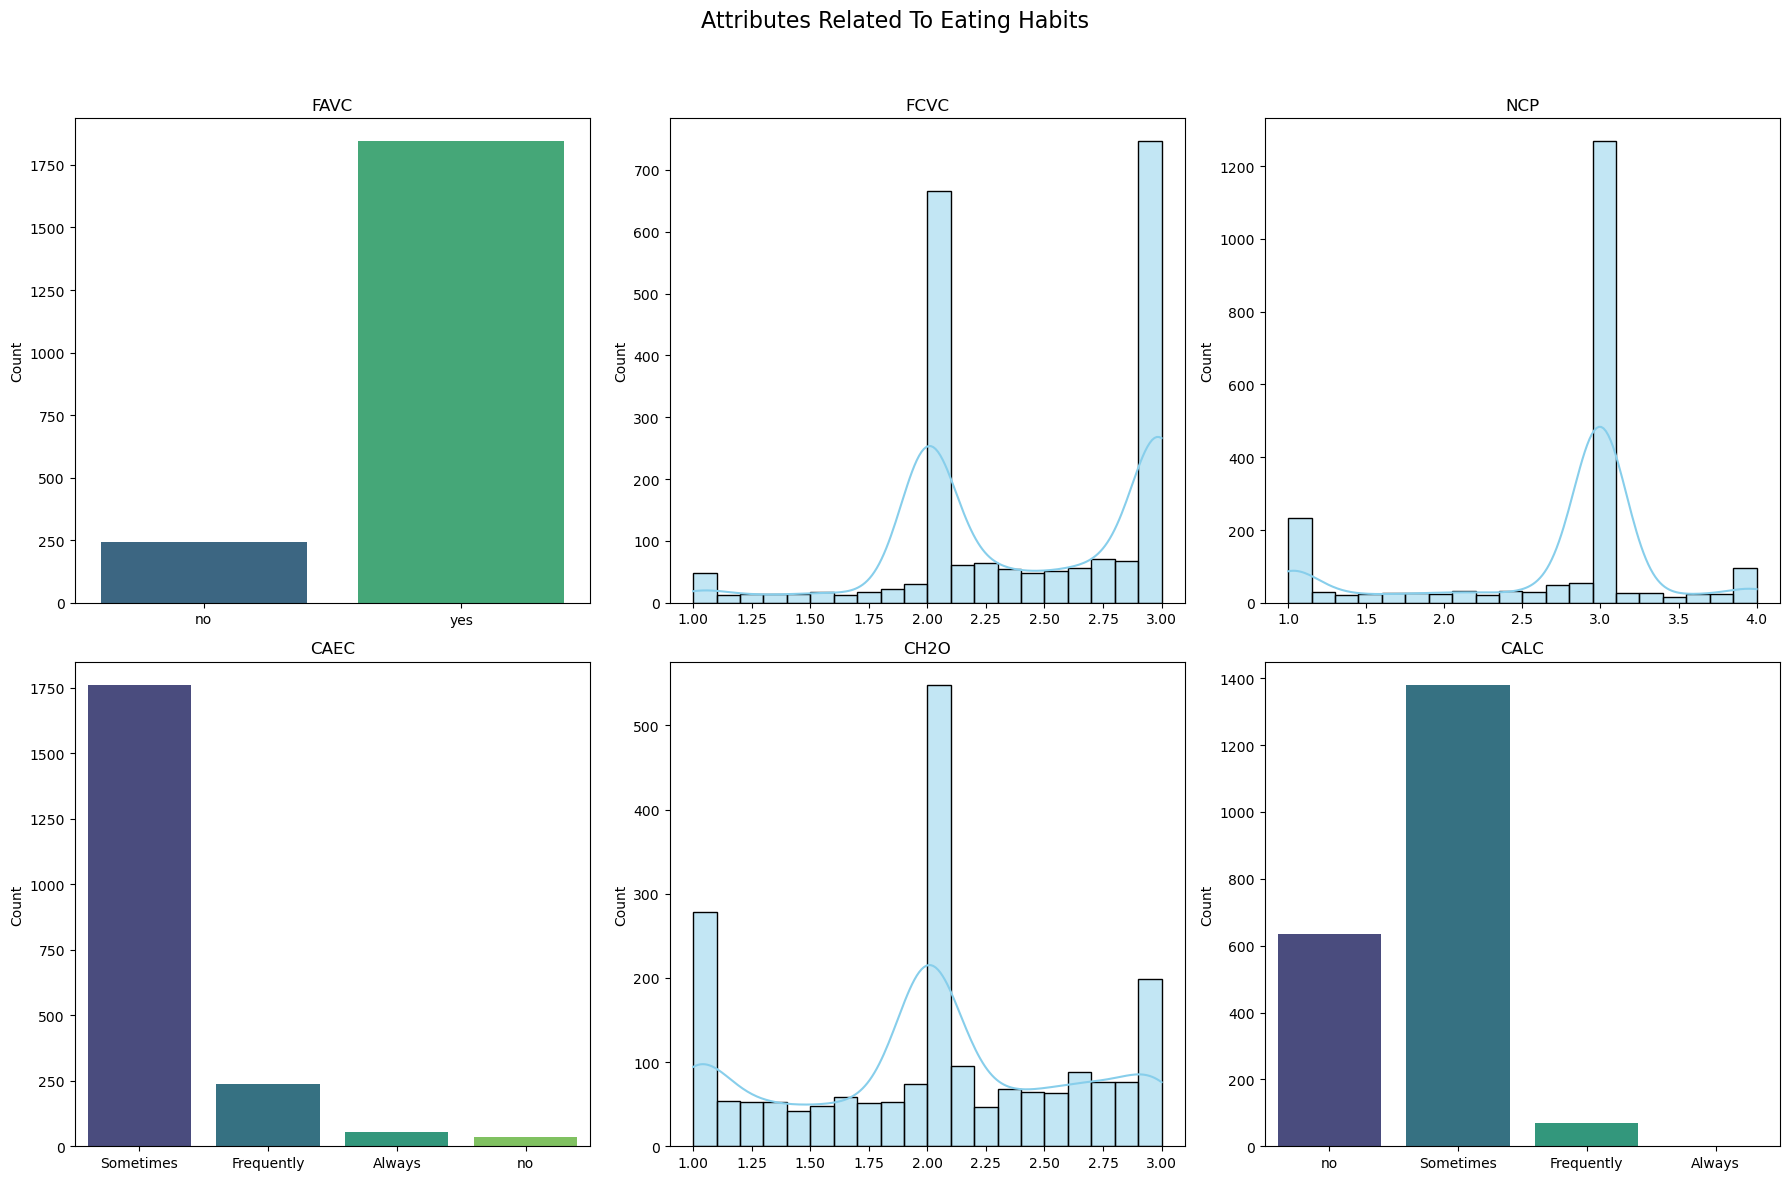 Attributes Related To Eating Habits
FAVC
Count
1750
1500
1250
1000
750
500
250
0
no yes
FCVC
Count
700
600
500
400
300
200
100
0
1.00 1.25 1.50 1.75 2.00 2.25 2.50 2.75 3.00
NCP
Count
1200
1000
800
600
400
200
0
1.0 1.5 2.0 2.5 3.0 3.5 4.0
CAEC
Count
1750
1500
1250
1000
750
500
250
0
Sometimes Frequently Always no
CH2O
Count
500
400
300
200
100
0
1.00 1.25 1.50 1.75 2.00 2.25 2.50 2.75 3.00
CALC
Count
1400
1200
1000
800
600
400
200
0
no Sometimes Frequently Always